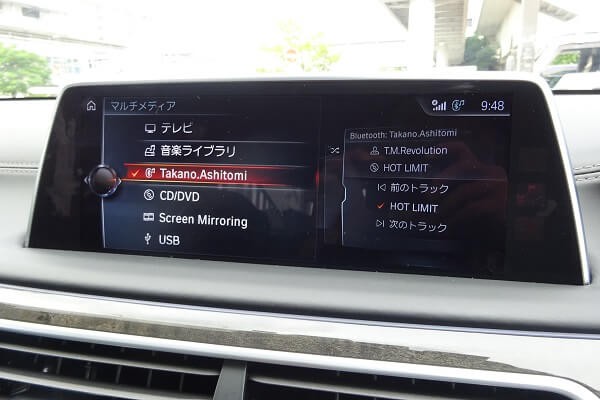 マルチメディア
9:48
テレビ
音楽ライブラリ
Takano.Ashitomi
CD/DVD
Screen Mirroring
USB
Bluetooth: Takano.Ashitomi
T.M.Revolution
HOT LIMIT
前のトラック
HOT LIMIT
次のトラック